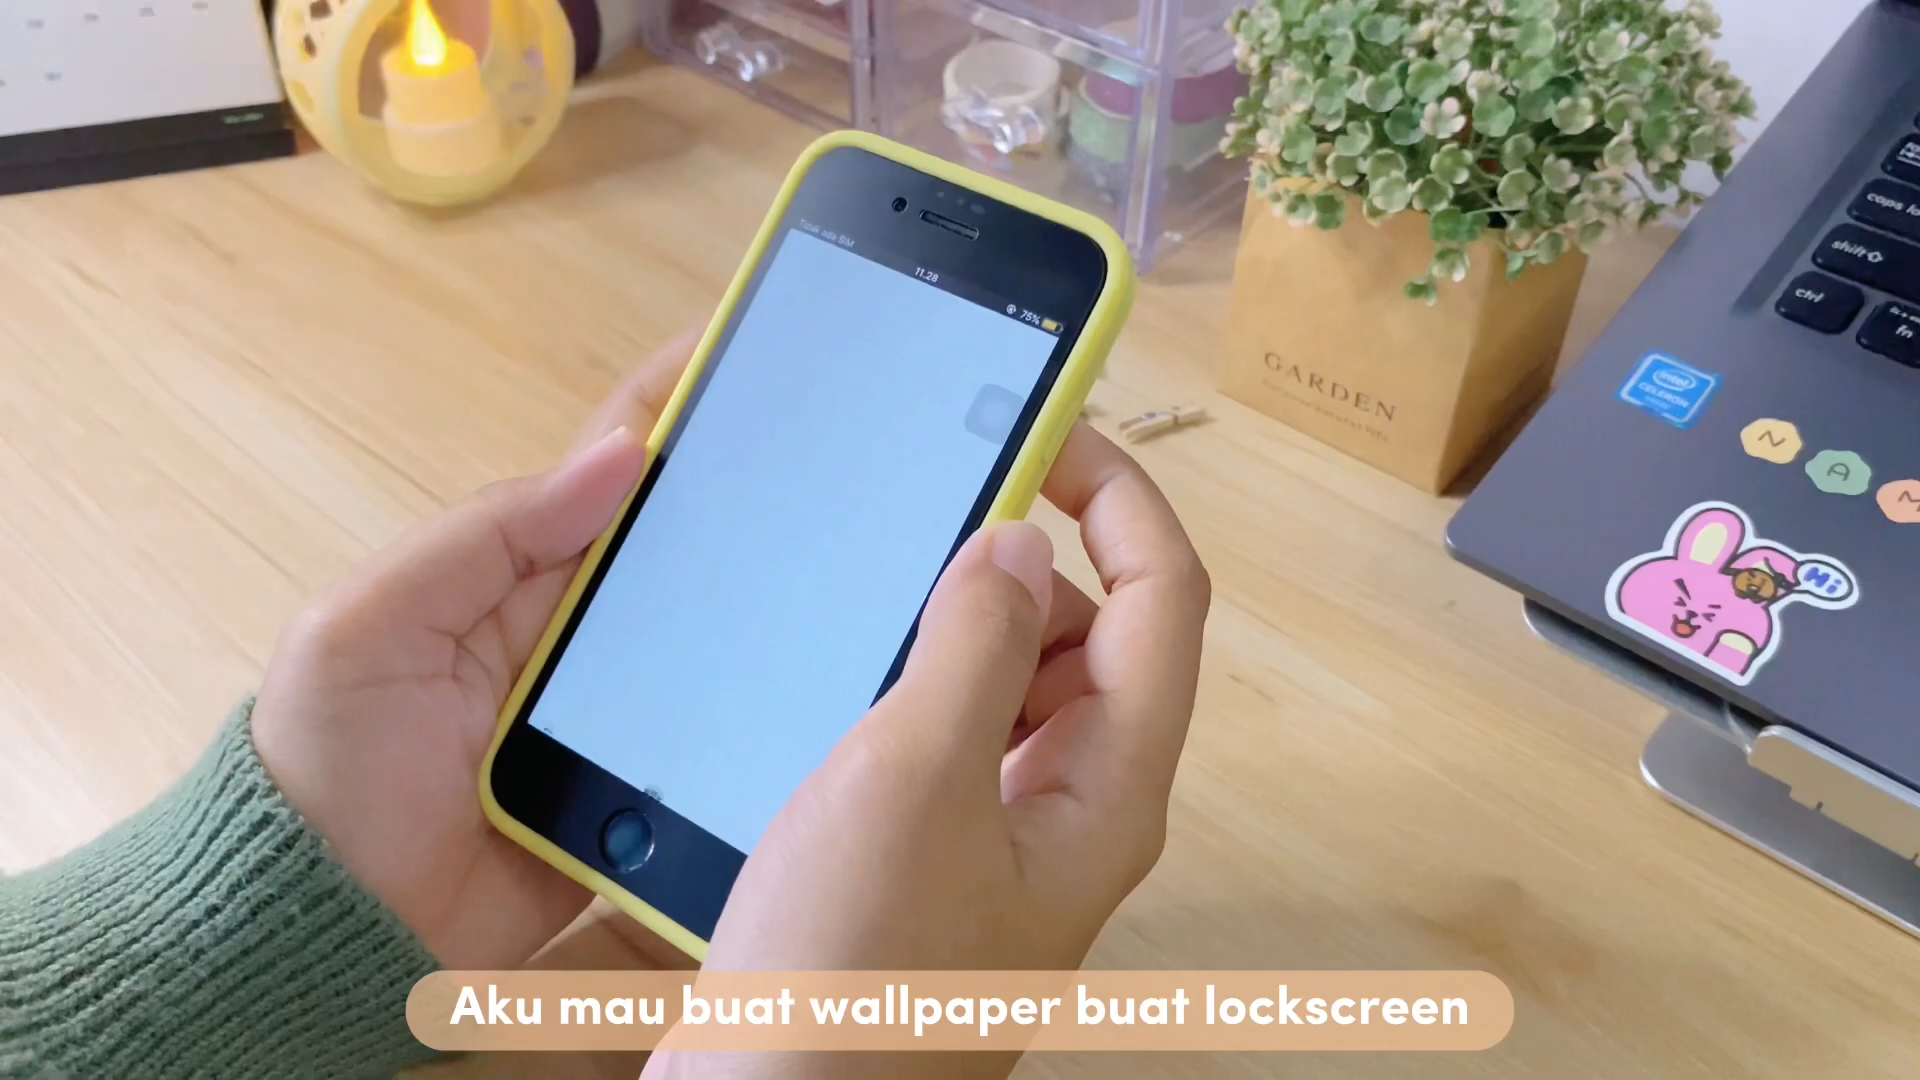 Tidak ada SIM
11.28
75%
GARDEN
caps lo
shift
ctrl
fn
intel
CELERON
N
A
M
Hi
Aku mau buat wallpaper buat lockscreen